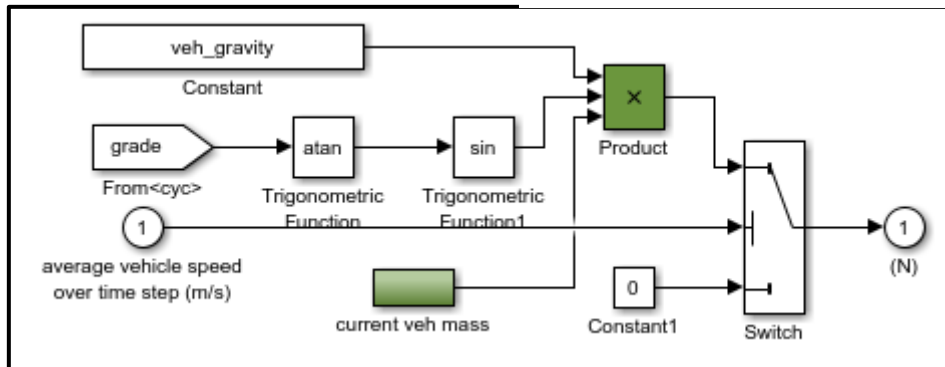 veh_gravity
Constant
grade
From<cyc>
atan
Trigonometric
Function
sin
Trigonometric
Function1
×
Product
1
average vehicle speed
over time step (m/s)
current veh mass
0
Constant1
Switch
1
(N)